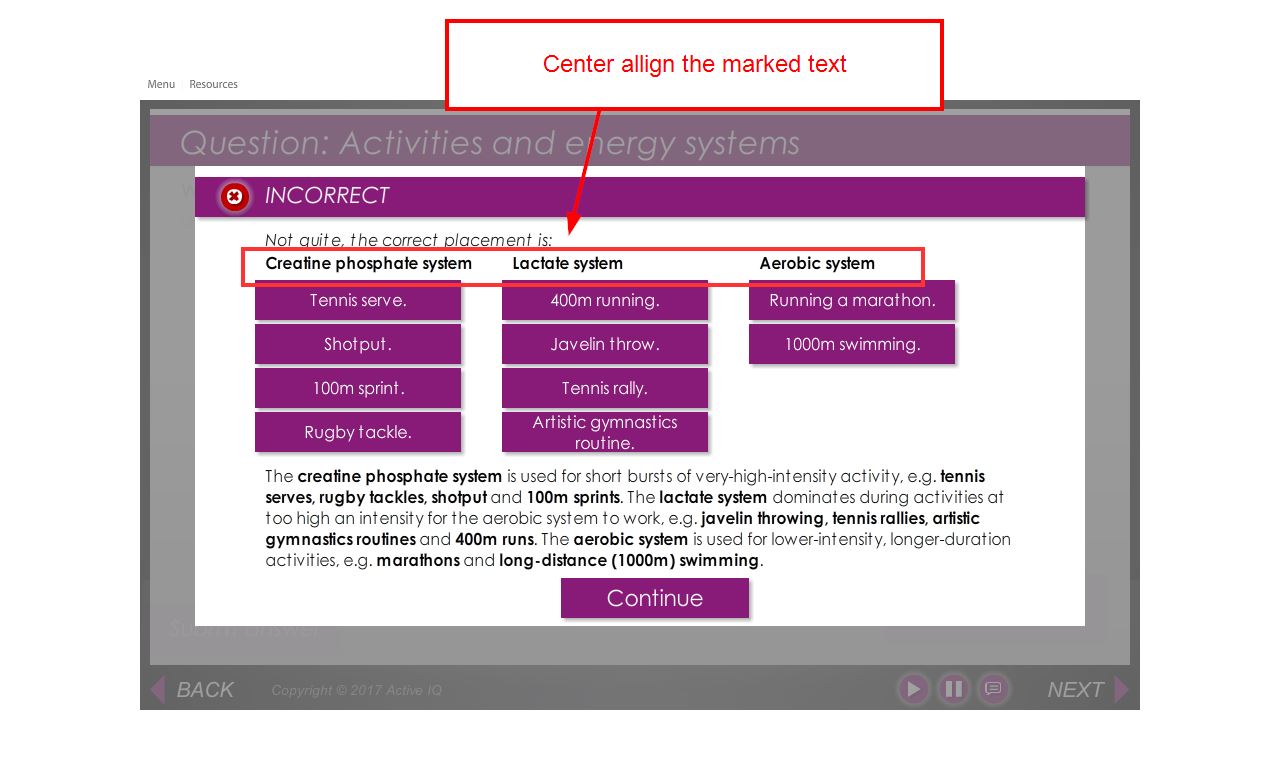 Center allign the marked text
Menu Resources
Question: Activities and energy systems
INCORRECT
Not quite, the correct placement is:
Creatine phosphate system Lactate system Aerobic system
Tennis serve. 400m running. Running a marathon.
Shotput. Javelin throw. 1000m swimming.
100m sprint. Tennis rally.
Rugby tackle. Artistic gymnastics
routine.
The creatine phosphate system is used for short bursts of very-high-intensity activity, e.g. tennis
serves, rugby tackles, shotput and 100m sprints. The lactate system dominates during activities at
too high an intensity for the aerobic system to work, e.g. javelin throwing, tennis rallies, artistic
gymnastics routines and 400m runs. The aerobic system is used for lower-intensity, longer-duration
activities, e.g. marathons and long-distance (1000m) swimming.
Continue
Submit answer
BACK Copyright © 2017 Active IQ NEXT